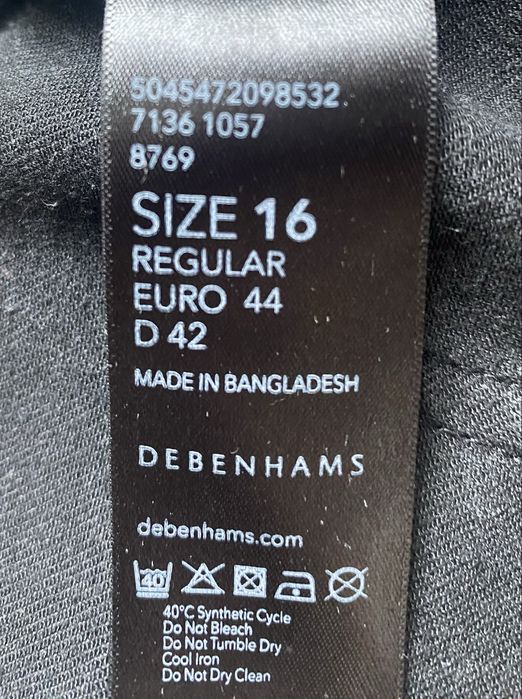 5045472098532
7136 1057
8769
SIZE 16
REGULAR
EURO 44
D 42
MADE IN BANGLADESH
DEBENHAMS
debenhams.com
40
40°C Synthetic Cycle
Do Not Bleach
Do Not Tumble Dry
Cool Iron
Do Not Dry Clean